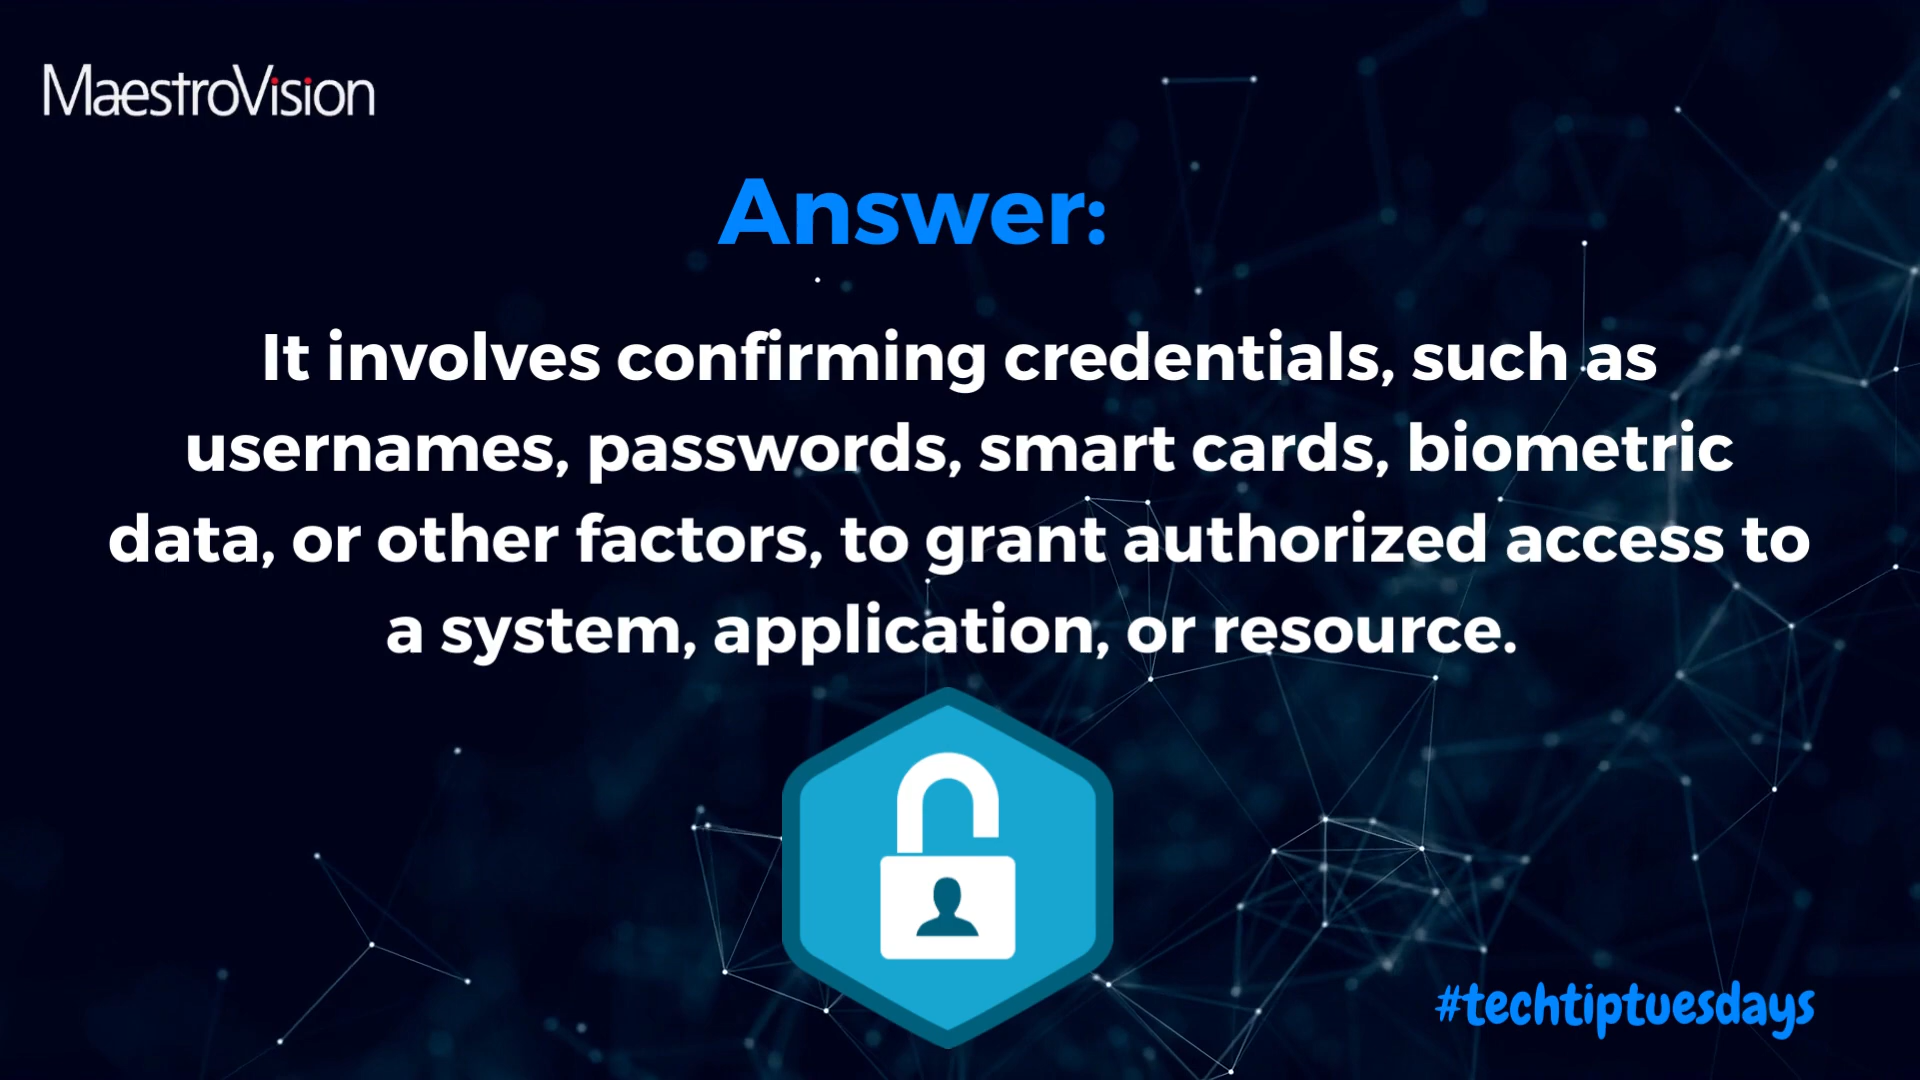 MaestroVision
Answer:
It involves confirming credentials, such as
usernames, passwords, smart cards, biometric
data, or other factors, to grant authorized access to
a system, application, or resource.
#techtiptuesdays